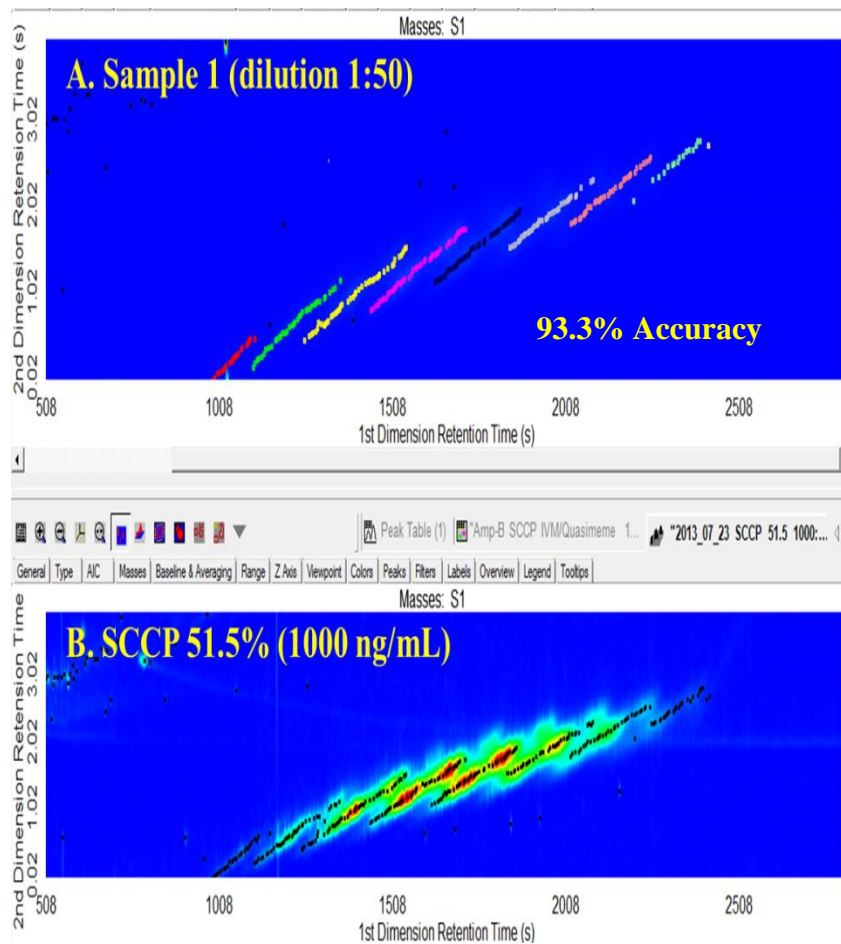 Masses: S1
A. Sample 1 (dilution 1:50)
2nd Dimension Retension Time (s)
3.02
2.02
1.02
0.02
93.3% Accuracy
508 1008 1508 2008 2508
1st Dimension Retention Time (s)
Peak Table (1) "Amp-B SCCP IVM/Quasimeme 1... "2013_07_23 SCCP 51.5 1000:...
General Type AIC Masses Baseline & Averaging Range Z Axis Viewpoint Colors Peaks Filters Labels Overview Legend Tooltips
Masses: S1
B. SCCP 51.5% (1000 ng/mL)
2nd Dimension Retension Time
3.02
2.02
1.02
0.02
508 1008 1508 2008 2508
1st Dimension Retention Time (s)